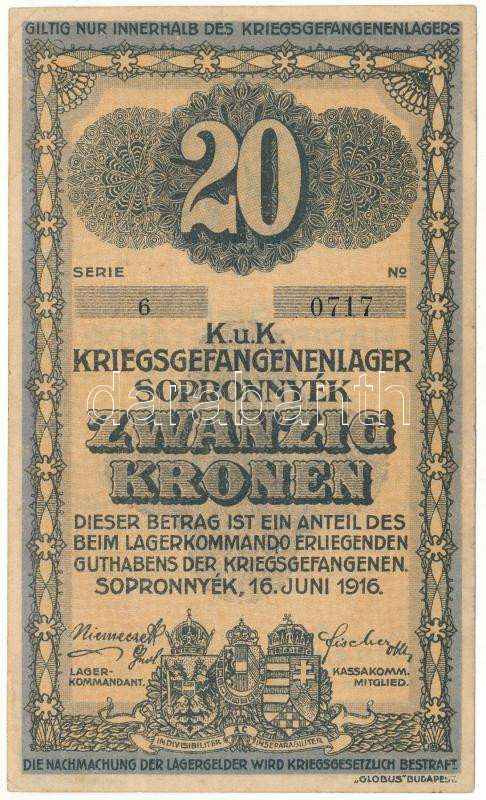 GILTIG NUR INNERHALB DES KRIEGSGEFANGENENLAGERS
20
SERIE No
6 0717
K.u.K.
KRIEGSGEFANGENENLAGER
SOPRONNYÉK
darabanth
ZWANZIG
KRONEN
DIESER BETRAG IST EIN ANTEIL DES
BEIM LAGERKOMMANDO ERLIEGENDEN
GUTHABENS DER KRIEGSGEFANGENEN.
SOPRONNYÉK, 16. JUNI 1916.
Fischer
LAGER-
KOMMANDANT.
KASSAKOMM.
MITGLIED.
INDIVISIBILITER AC INSEPARABILITER
DIE NACHMACHUNG DER LAGERGELDER WIRD KRIEGSGESETZLICH BESTRAFT.
„GLOBUS" BUDAPEST.